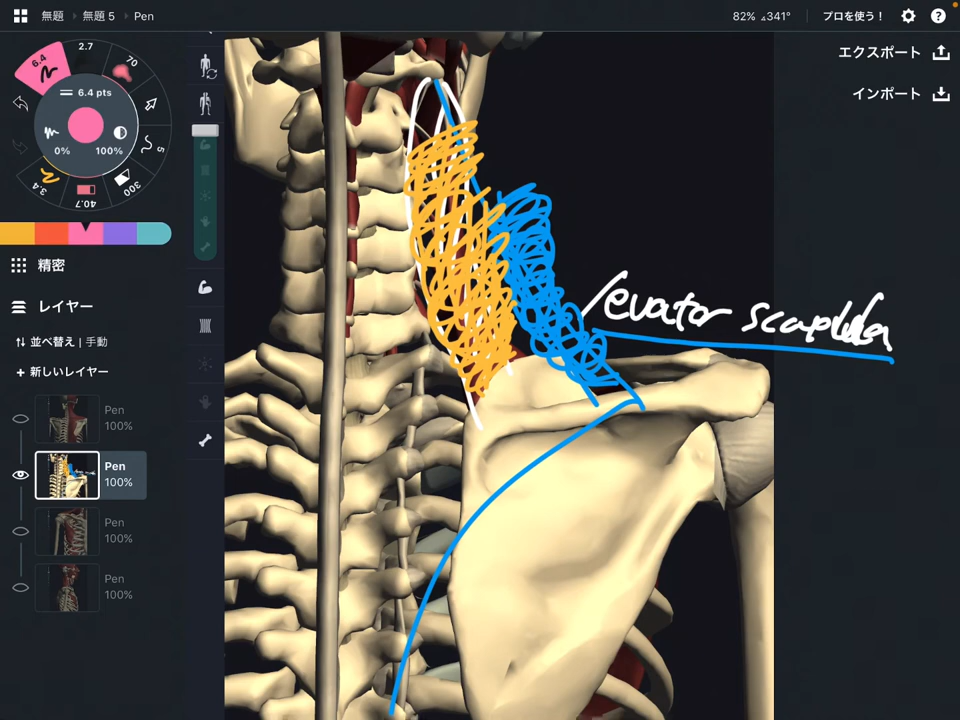 無題
無題 5
Pen
82% ⊿341°
プロを使う!
エクスポート
インポート
2.7
6.4
70
6.4 pts
0%
100%
5
3.4
40.7
300
精密
レイヤー
並べ替え | 手動
+ 新しいレイヤー
Pen
100%
Pen
100%
Pen
100%
Pen
100%
levator scapula